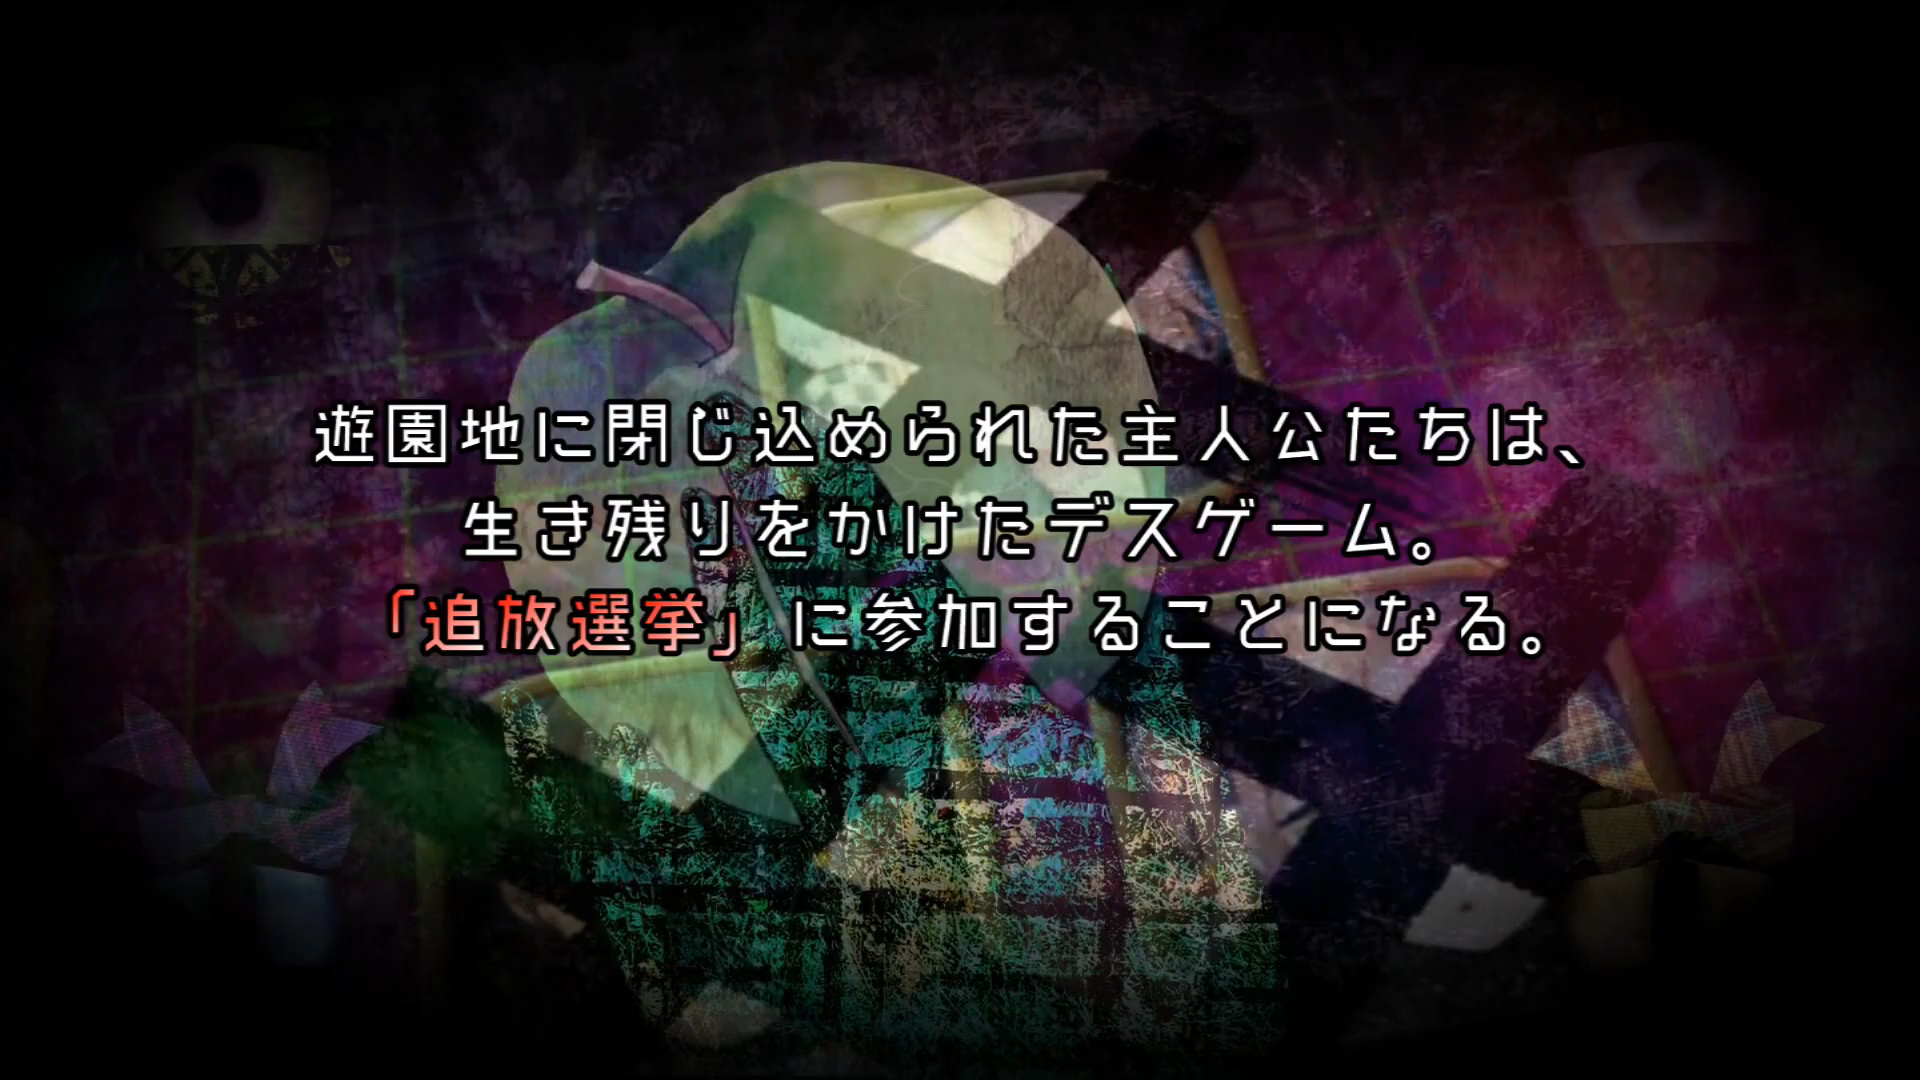 遊園地に閉じ込められた主人公たちは、
生き残りをかけたデスゲーム。
「追放選挙」に参加することになる。